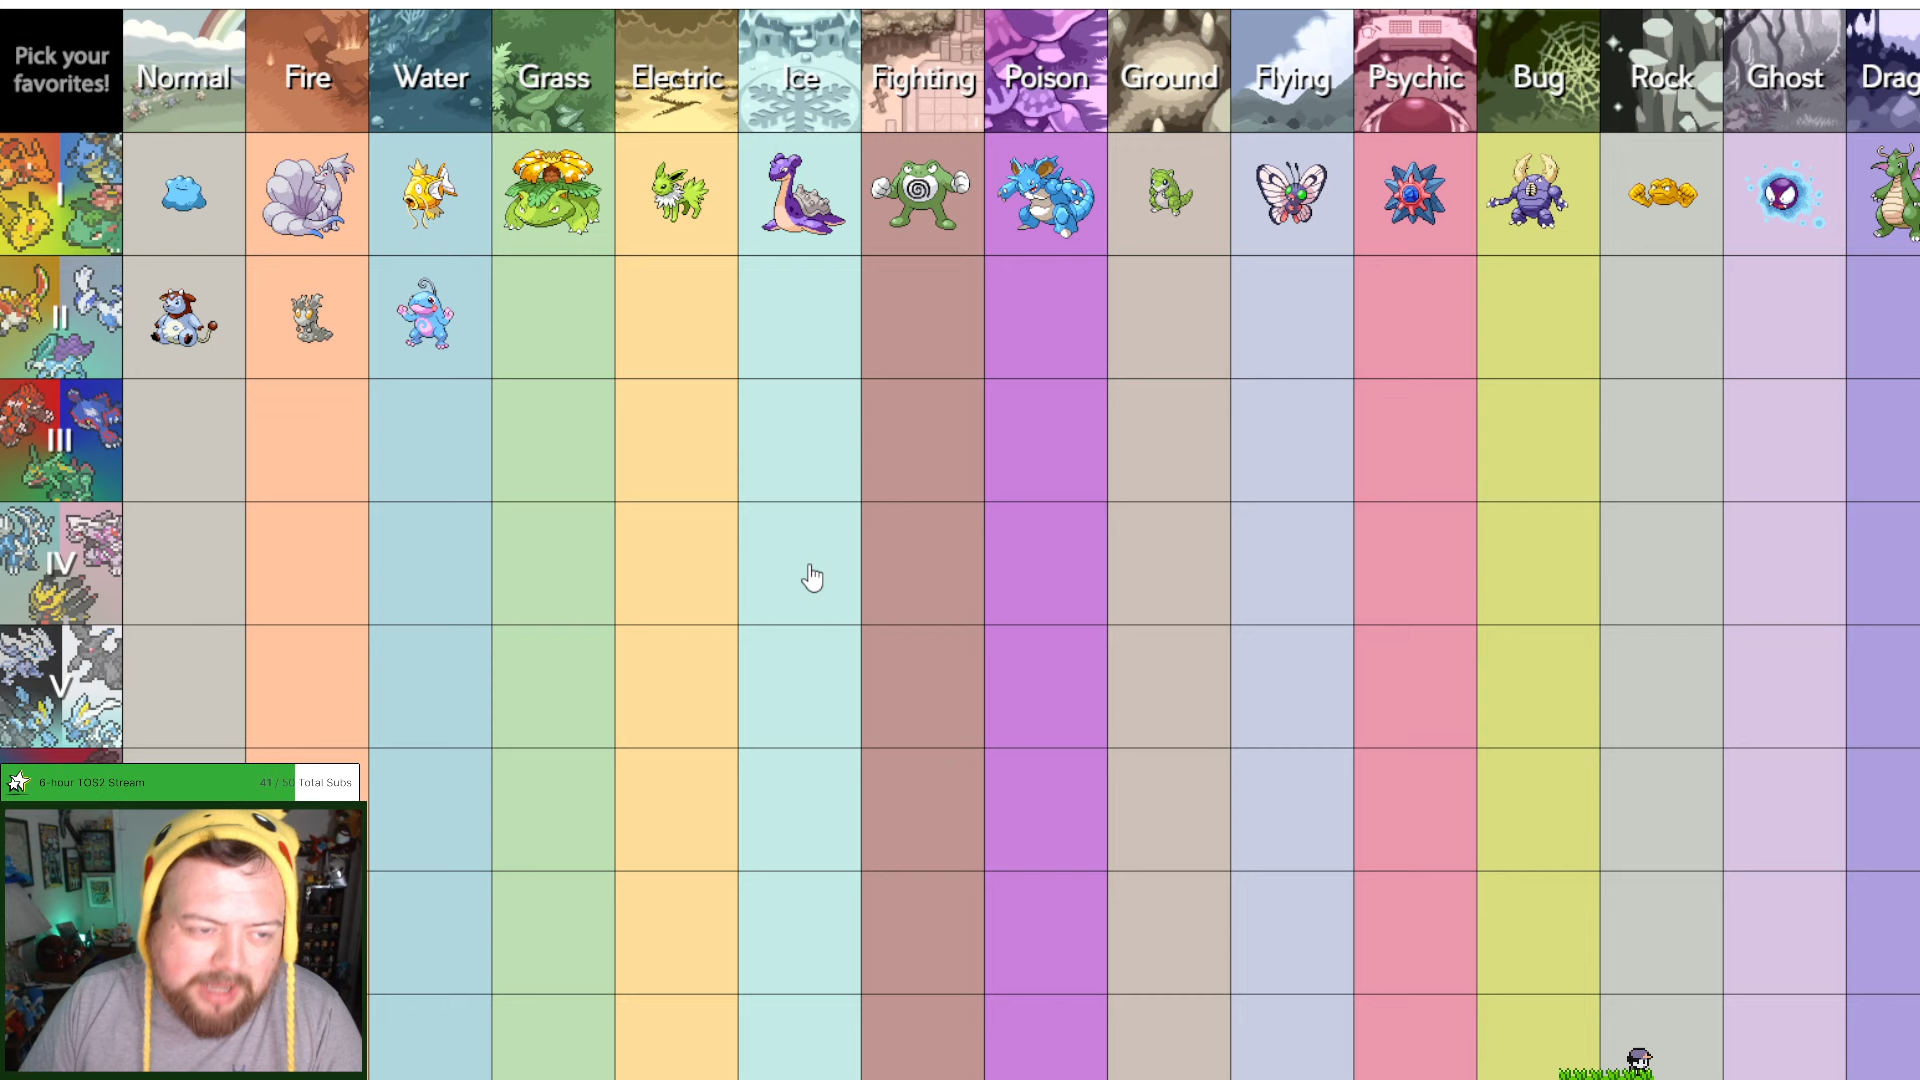 Pick your
favorites!
Normal
Fire
Water
Grass
Electric
Ice
Fighting
Poison
Ground
Flying
Psychic
Bug
Rock
Ghost
Drag
I
II
III
IV
V
6-hour TOS2 Stream
41 / 50 Total Subs